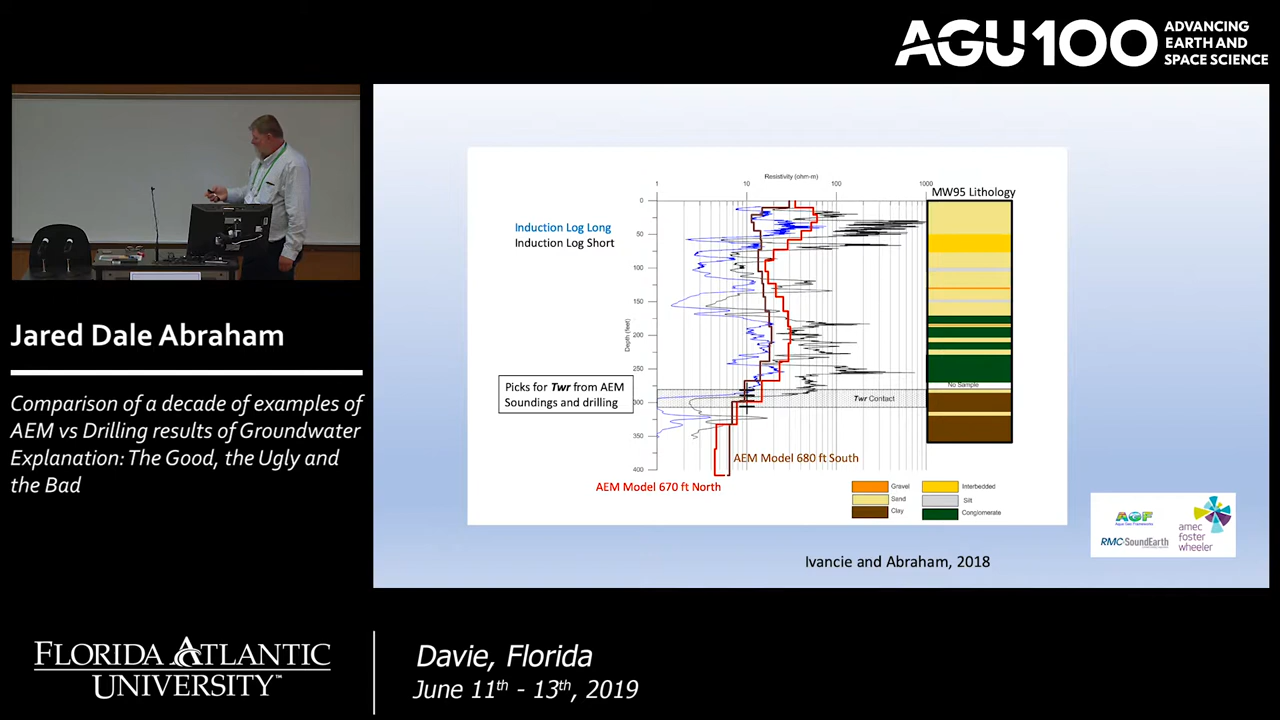 AGU100 ADVANCING
EARTH AND
SPACE SCIENCE
Jared Dale Abraham
Comparison of a decade of examples of
AEM vs Drilling results of Groundwater
Explanation: The Good, the Ugly and
the Bad
Resistivity (ohm-m)
1 10 100 1000
MW95 Lithology
Induction Log Long
Induction Log Short
Depth (feet)
0
50
100
150
200
250
300
350
400
Picks for Twr from AEM
Soundings and drilling
No Sample
Twr Contact
AEM Model 680 ft South
AEM Model 670 ft North
Gravel Interbedded
Sand Silt
Clay Conglomerate
AGF
Aqua Geo Frameworks
RMC•SoundEarth
amec
foster
wheeler
Ivancie and Abraham, 2018
FLORIDA ATLANTIC
UNIVERSITY™
Davie, Florida
June 11th - 13th, 2019